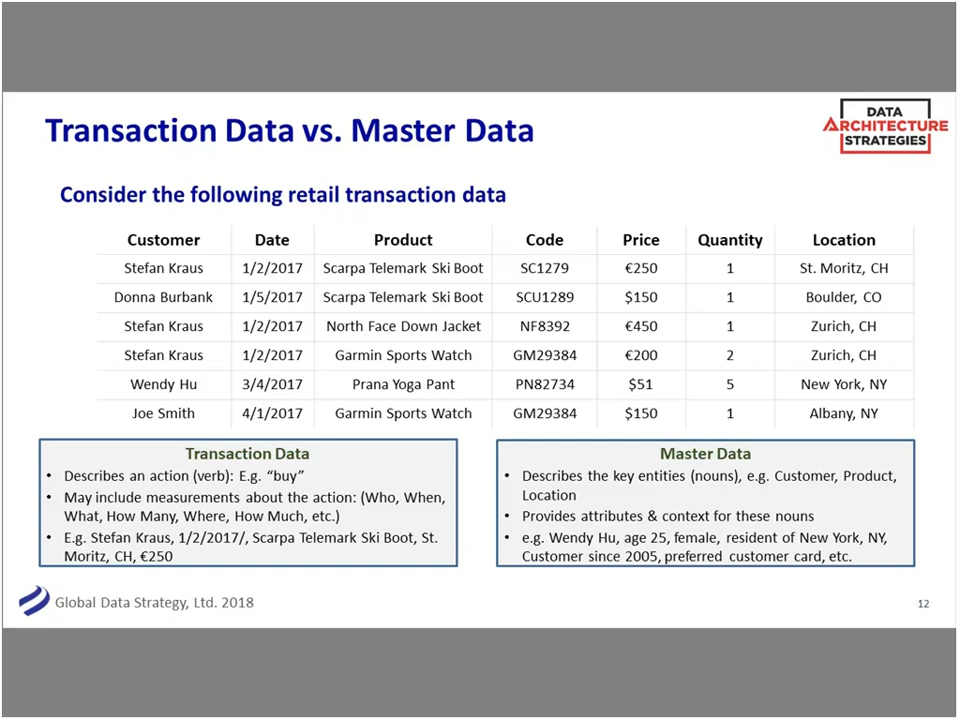 Transaction Data vs. Master Data
DATA
ARCHITECTURE
STRATEGIES
Consider the following retail transaction data
Customer Date Product Code Price Quantity Location
Stefan Kraus 1/2/2017 Scarpa Telemark Ski Boot SC1279 €250 1 St. Moritz, CH
Donna Burbank 1/5/2017 Scarpa Telemark Ski Boot SCU1289 $150 1 Boulder, CO
Stefan Kraus 1/2/2017 North Face Down Jacket NF8392 €450 1 Zurich, CH
Stefan Kraus 1/2/2017 Garmin Sports Watch GM29384 €200 2 Zurich, CH
Wendy Hu 3/4/2017 Prana Yoga Pant PN82734 $51 5 New York, NY
Joe Smith 4/1/2017 Garmin Sports Watch GM29384 $150 1 Albany, NY
Transaction Data
• Describes an action (verb): E.g. “buy”
• May include measurements about the action: (Who, When,
What, How Many, Where, How Much, etc.)
• E.g. Stefan Kraus, 1/2/2017/, Scarpa Telemark Ski Boot, St.
Moritz, CH, €250
Master Data
• Describes the key entities (nouns), e.g. Customer, Product,
Location
• Provides attributes & context for these nouns
• e.g. Wendy Hu, age 25, female, resident of New York, NY,
Customer since 2005, preferred customer card, etc.
Global Data Strategy, Ltd. 2018
12